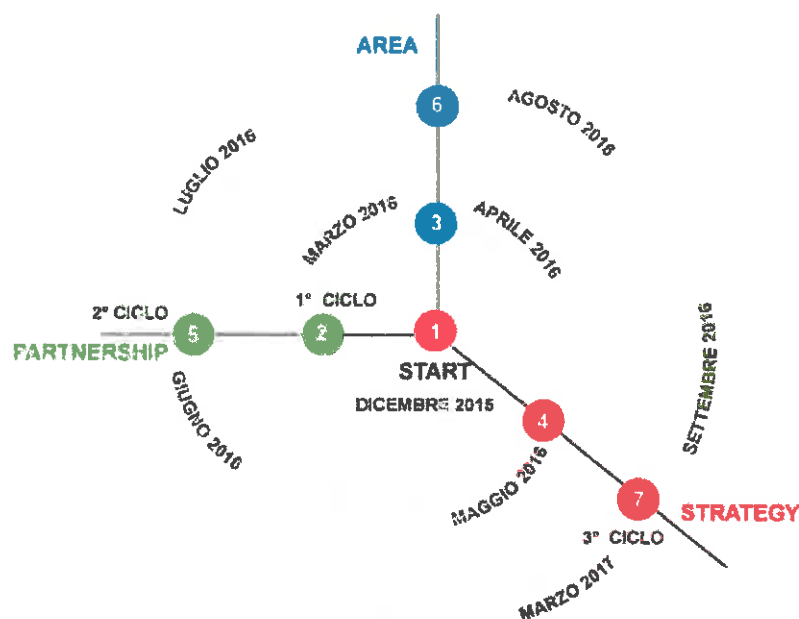 AREA
6
AGOSTO 2016
LUGLIO 2016
MARZO 2016
3
APRILE 2016
2° CICLO
1° CICLO
5
2
1
PARTNERSHIP
START
DICEMBRE 2015
SETTEMBRE 2016
GIUGNO 2016
4
MAGGIO 2016
7
STRATEGY
3° CICLO
MARZO 2017